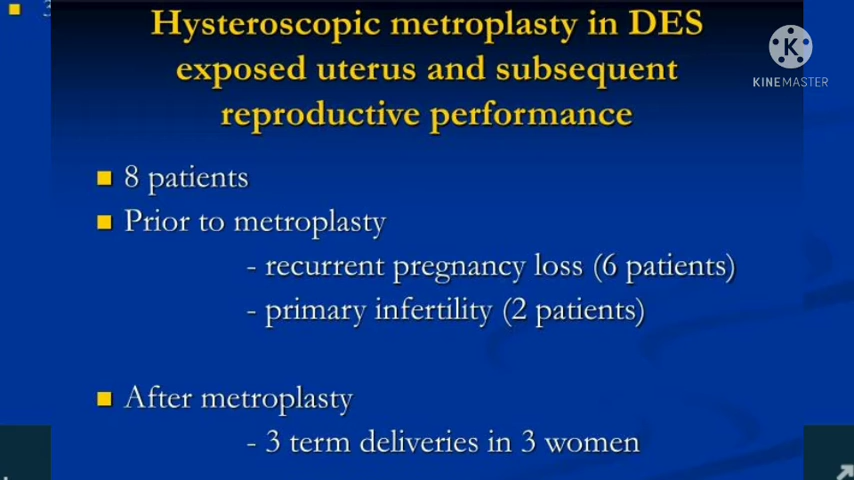 Hysteroscopic metroplasty in DES
exposed uterus and subsequent
reproductive performance
K
KINEMASTER
8 patients
Prior to metroplasty
- recurrent pregnancy loss (6 patients)
- primary infertility (2 patients)
After metroplasty
- 3 term deliveries in 3 women